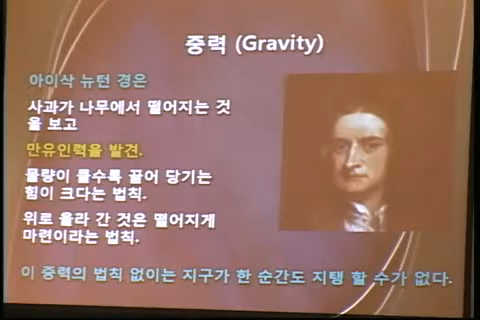 중력 (Gravity)
아이삭 뉴턴 경은
사과가 나무에서 떨어지는 것
을 보고
만유인력을 발견.
물량이 클수록 끌어 당기는
힘이 크다는 법칙.
위로 올라 간 것은 떨어지게
마련이라는 법칙.
이 중력의 법칙 없이는 지구가 한 순간도 지탱 할 수가 없다.